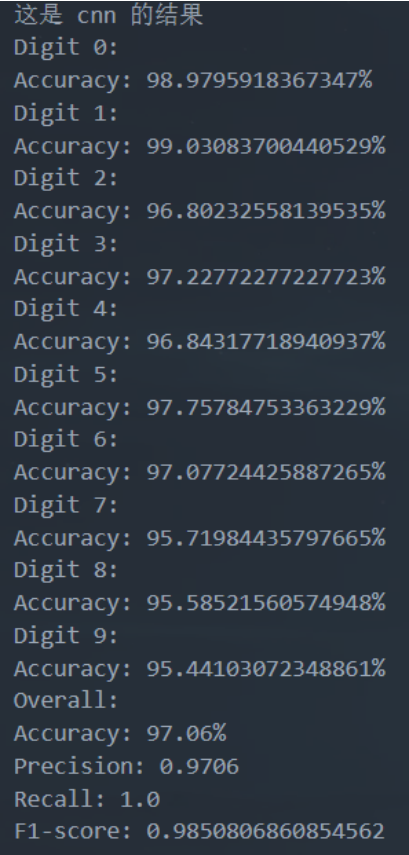 这是 cnn 的结果
Digit 0:
Accuracy: 98.9795918367347%
Digit 1:
Accuracy: 99.03083700440529%
Digit 2:
Accuracy: 96.80232558139535%
Digit 3:
Accuracy: 97.22772277227723%
Digit 4:
Accuracy: 96.84317718940937%
Digit 5:
Accuracy: 97.75784753363229%
Digit 6:
Accuracy: 97.07724425887265%
Digit 7:
Accuracy: 95.71984435797665%
Digit 8:
Accuracy: 95.58521560574948%
Digit 9:
Accuracy: 95.44103072348861%
Overall:
Accuracy: 97.06%
Precision: 0.9706
Recall: 1.0
F1-score: 0.9850806860854562